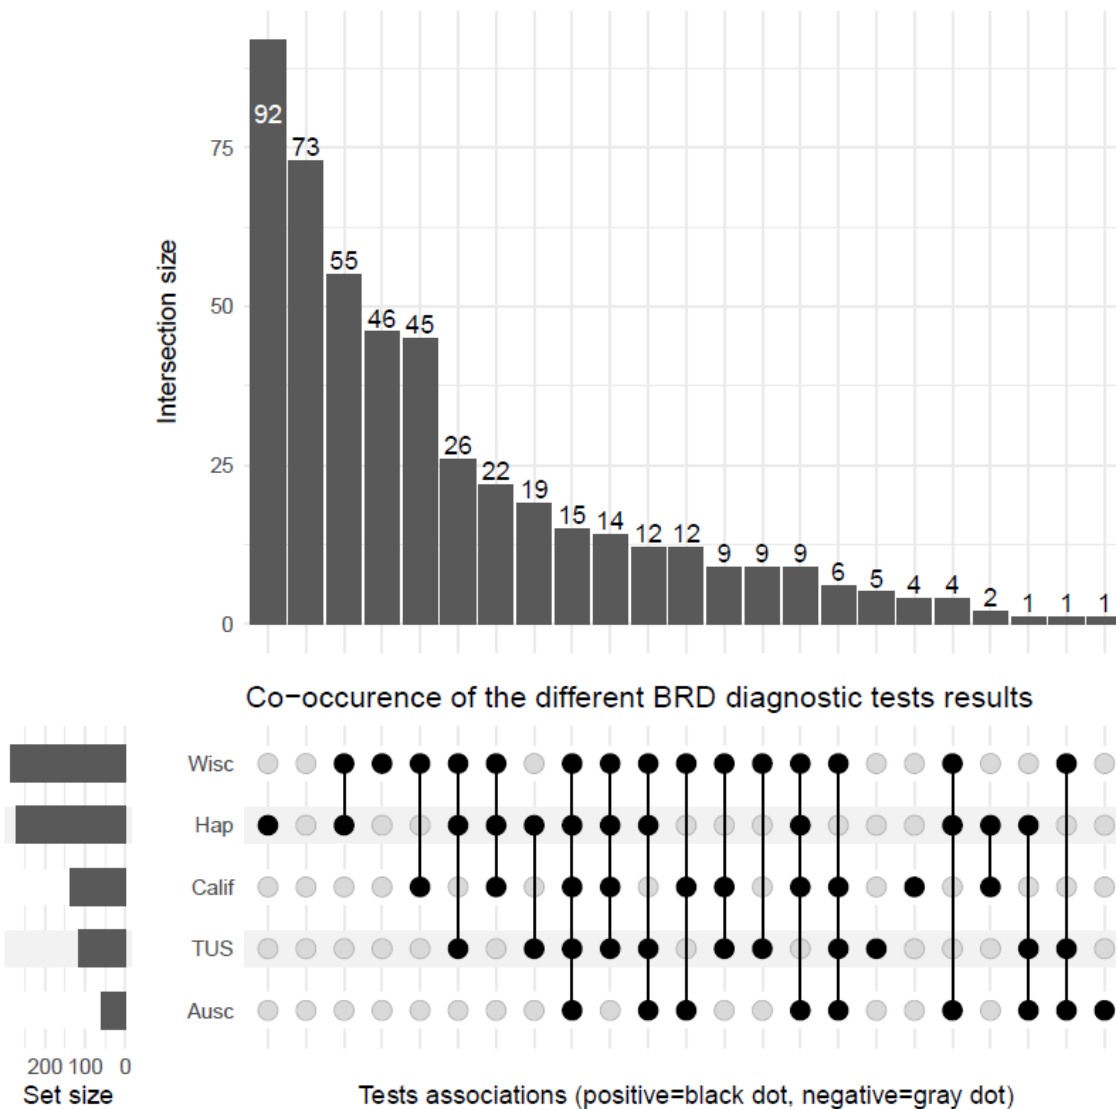 92
73
55
46
45
26
22
19
15
14
12
12
9
9
9
6
5
4
4
2
1
1
1
75
50
25
0
Intersection size
Co−occurence of the different BRD diagnostic tests results
Wisc
Hap
Calif
TUS
Ausc
200 100 0
Set size
Tests associations (positive=black dot, negative=gray dot)